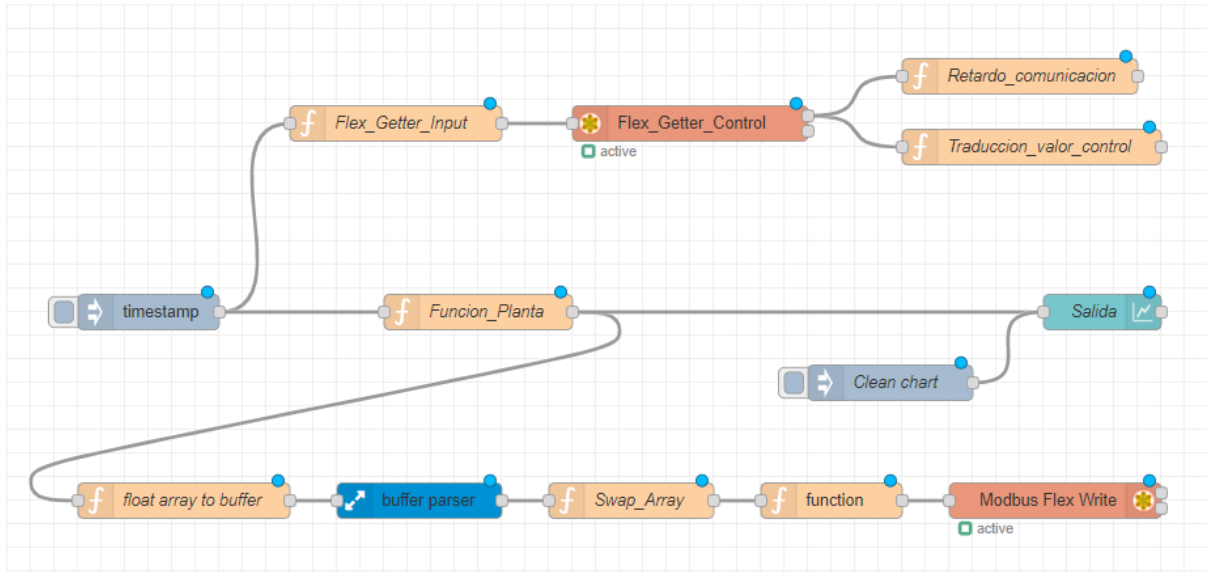 Retardo_comunicacion
Flex_Getter_Input
Flex_Getter_Control
active
Traduccion_valor_control
timestamp
Funcion_Planta
Salida
Clean chart
float array to buffer
buffer parser
Swap_Array
function
Modbus Flex Write
active